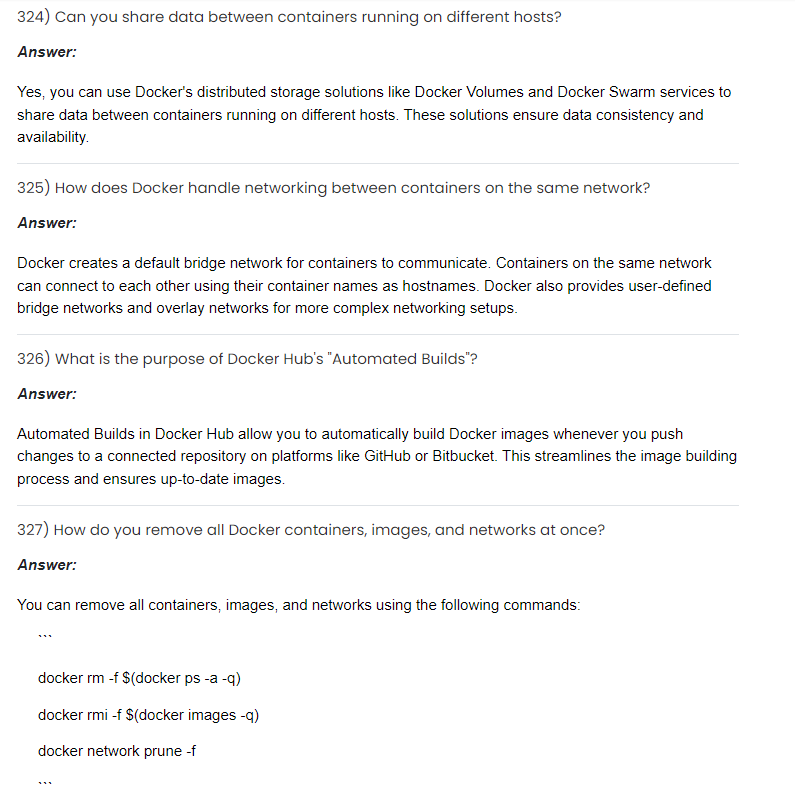 324) Can you share data between containers running on different hosts?
Answer:
Yes, you can use Docker's distributed storage solutions like Docker Volumes and Docker Swarm services to
share data between containers running on different hosts. These solutions ensure data consistency and
availability.
325) How does Docker handle networking between containers on the same network?
Answer:
Docker creates a default bridge network for containers to communicate. Containers on the same network
can connect to each other using their container names as hostnames. Docker also provides user-defined
bridge networks and overlay networks for more complex networking setups.
326) What is the purpose of Docker Hub's "Automated Builds"?
Answer:
Automated Builds in Docker Hub allow you to automatically build Docker images whenever you push
changes to a connected repository on platforms like GitHub or Bitbucket. This streamlines the image building
process and ensures up-to-date images.
327) How do you remove all Docker containers, images, and networks at once?
Answer:
You can remove all containers, images, and networks using the following commands:
```
docker rm -f $(docker ps -a -q)
docker rmi -f $(docker images -q)
docker network prune -f
```